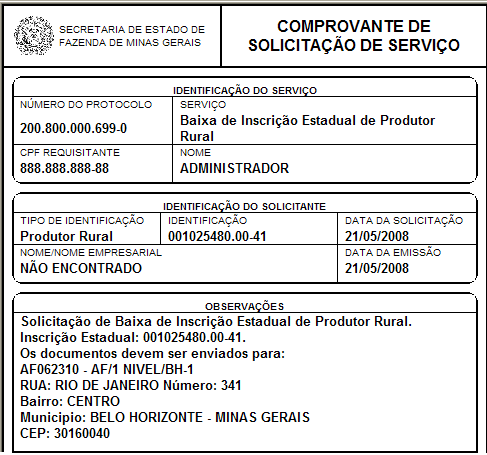 SECRETARIA DE ESTADO DE
FAZENDA DE MINAS GERAIS
COMPROVANTE DE
SOLICITAÇÃO DE SERVIÇO
IDENTIFICAÇÃO DO SERVIÇO
NÚMERO DO PROTOCOLO
200.800.000.699-0
SERVIÇO
Baixa de Inscrição Estadual de Produtor
Rural
CPF REQUISITANTE
888.888.888-88
NOME
ADMINISTRADOR
IDENTIFICAÇÃO DO SOLICITANTE
TIPO DE IDENTIFICAÇÃO
Produtor Rural
IDENTIFICAÇÃO
001025480.00-41
DATA DA SOLICITAÇÃO
21/05/2008
NOME/NOME EMPRESARIAL
NÃO ENCONTRADO
DATA DA EMISSÃO
21/05/2008
OBSERVAÇÕES
Solicitação de Baixa de Inscrição Estadual de Produtor Rural.
Inscrição Estadual: 001025480.00-41.
Os documentos devem ser enviados para:
AF062310 - AF/1 NIVEL/BH-1
RUA: RIO DE JANEIRO Número: 341
Bairro: CENTRO
Municipio: BELO HORIZONTE - MINAS GERAIS
CEP: 30160040